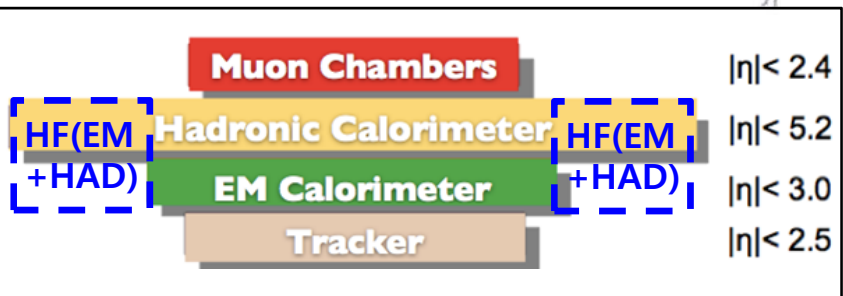 Muon Chambers |η|< 2.4
HF(EM Hadronic Calorimeter HF(EM |η|< 5.2
+HAD) EM Calorimeter +HAD) |η|< 3.0
Tracker |η|< 2.5